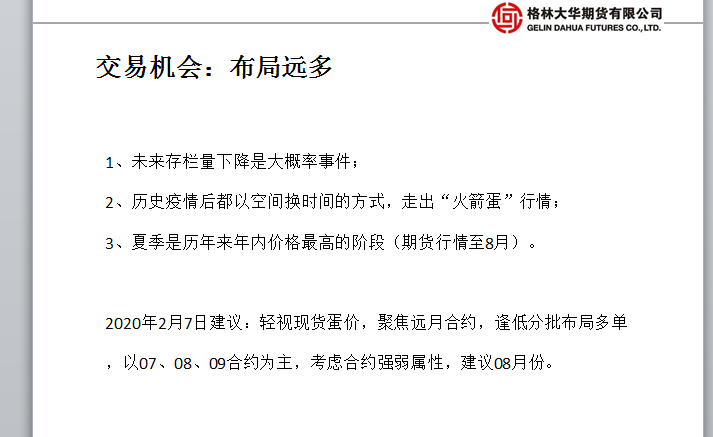 格林大华期货有限公司
GELIN DAHUA FUTURES CO.,LTD.
交易机会：布局远多
1、未来存栏量下降是大概率事件；
2、历史疫情后都以空间换时间的方式，走出“火箭蛋”行情；
3、夏季是历年来年内价格最高的阶段（期货行情至8月）。
2020年2月7日建议：轻视现货蛋价，聚焦远月合约，逢低分批布局多单
，以07、08、09合约为主，考虑合约强弱属性，建议08月份。